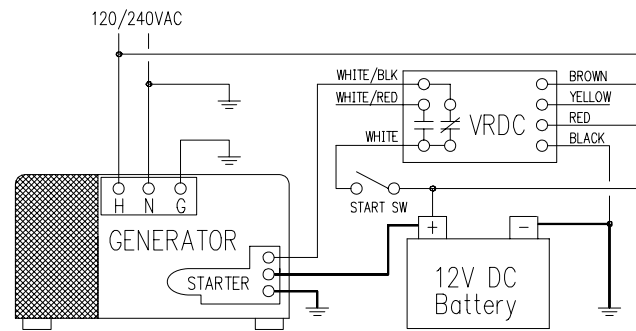 120/240VAC
WHITE/BLK
BROWN
WHITE/RED
YELLOW
VRDC
RED
WHITE
BLACK
START SW
H N G
GENERATOR
STARTER
+ -
12V DC
Battery